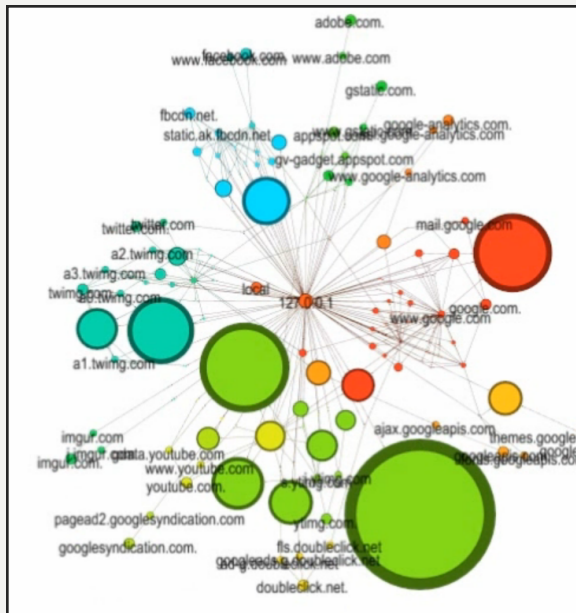 adobe.com.
facebook.com.
www.facebook.com.
www.adobe.com
gstatic.com.
fbcdn.net.
google-analytics.com.
static.ak.fbcdn.net
gv-gadget.appspot.com
www.google-analytics.com
twitter.com
twitter.com.
mail.google.com
a2.twimg.com
a3.twimg.com
local
twimg.com.
127.0.0.1
google.com.
www.google.com
a1.twimg.com
imgur.com
ajax.googleapis.com
imgur.com.
www.youtube.com
youtube.com.
ytimg.com.
pagead2.googlesyndication.com
googlesyndication.com.
fls.doubleclick.net
doubleclick.net.